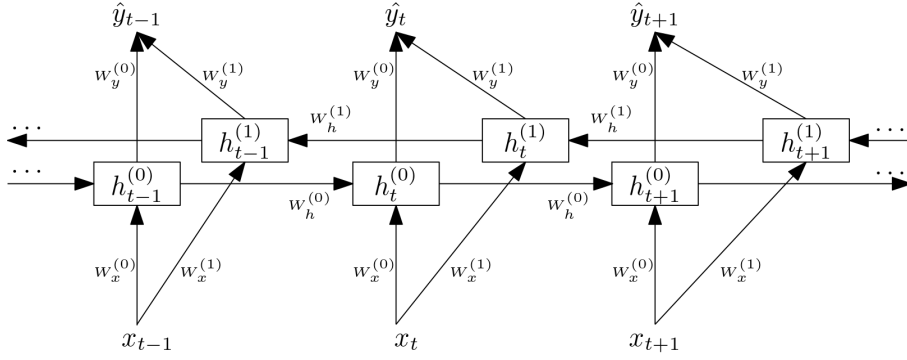 ŷ_{t−1} ŷ_t ŷ_{t+1}
W_y^{(0)} W_y^{(1)} W_y^{(0)} W_y^{(1)} W_y^{(0)} W_y^{(1)}
... W_h^{(1)} W_h^{(1)} ...
h_{t−1}^{(1)} h_t^{(1)} h_{t+1}^{(1)}
... ...
h_{t−1}^{(0)} h_t^{(0)} h_{t+1}^{(0)}
W_h^{(0)} W_h^{(0)}
W_x^{(0)} W_x^{(1)} W_x^{(0)} W_x^{(1)} W_x^{(0)} W_x^{(1)}
x_{t−1} x_t x_{t+1}